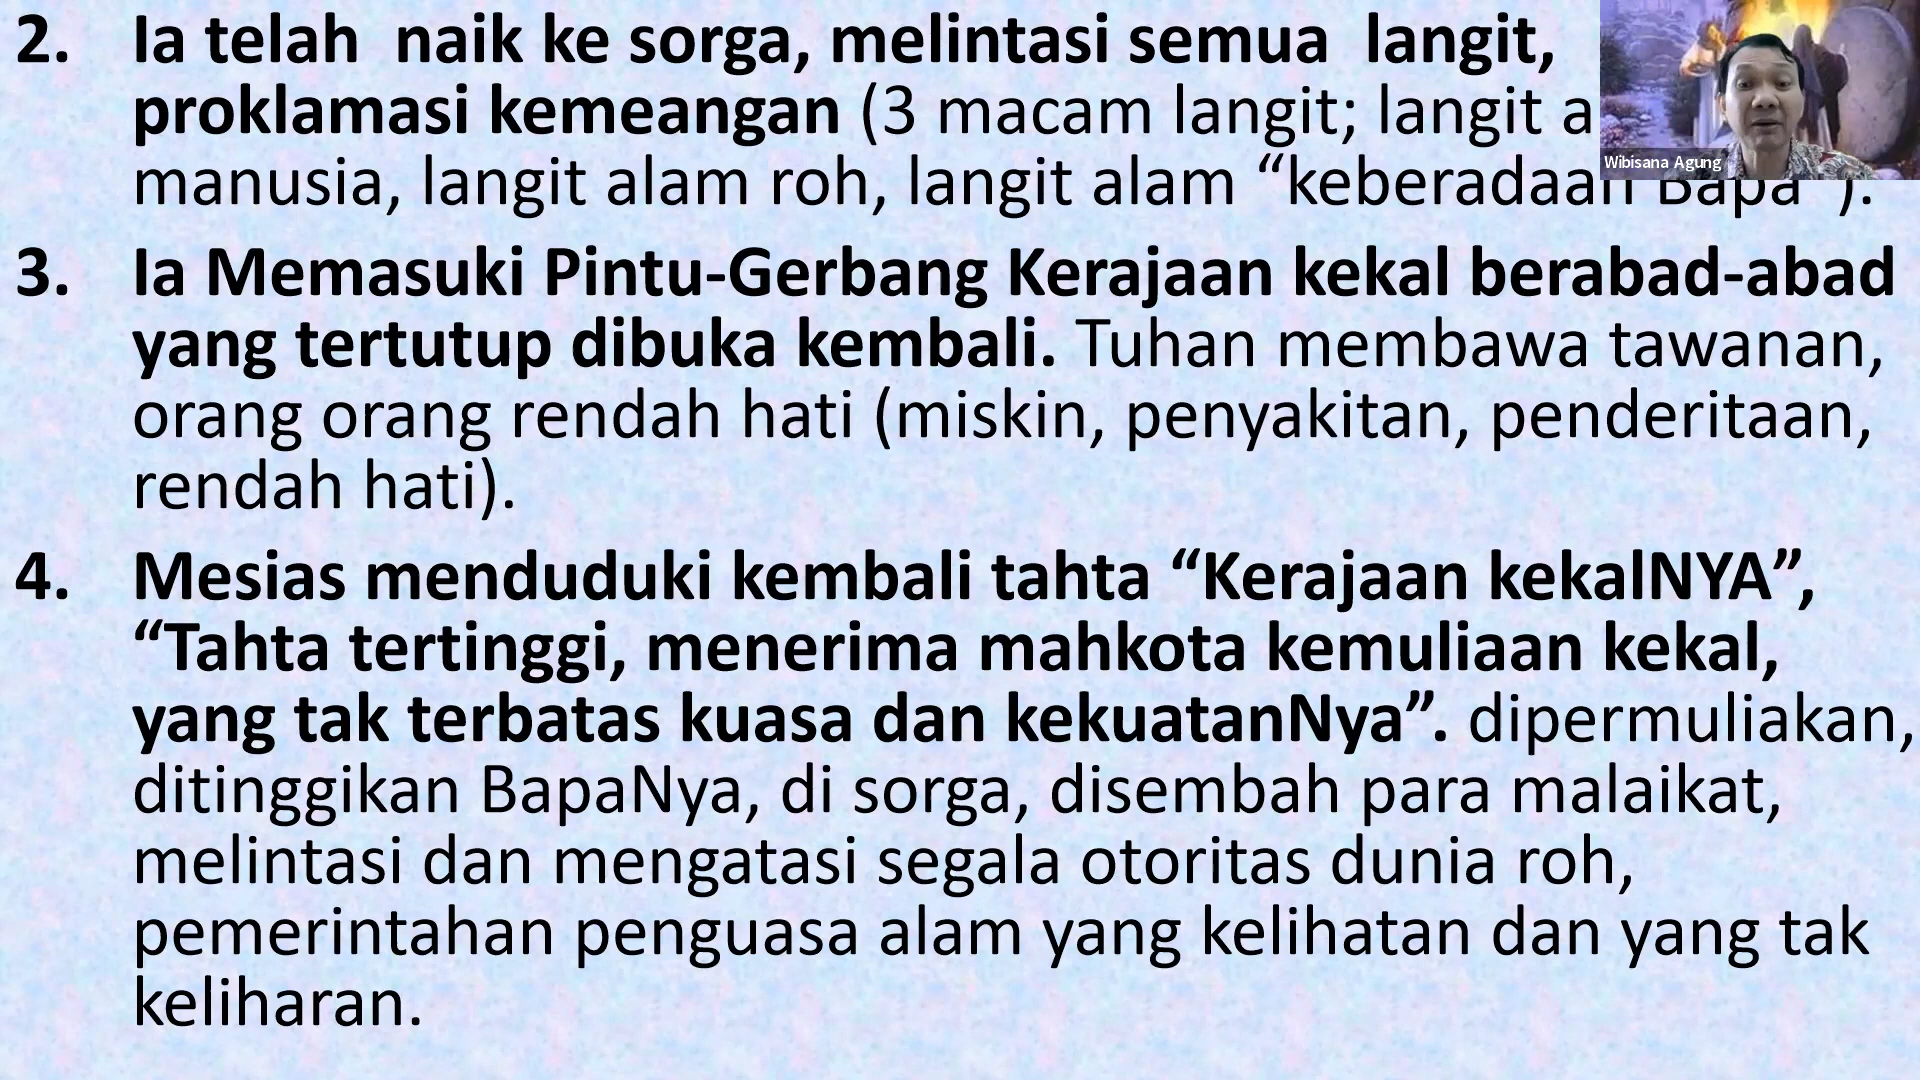 2. Ia telah naik ke sorga, melintasi semua langit,
proklamasi kemeangan (3 macam langit; langit a
manusia, langit alam roh, langit alam “keberadaan Bapa” ).
3. Ia Memasuki Pintu-Gerbang Kerajaan kekal berabad-abad
yang tertutup dibuka kembali. Tuhan membawa tawanan,
orang orang rendah hati (miskin, penyakitan, penderitaan,
rendah hati).
4. Mesias menduduki kembali tahta “Kerajaan kekalNYA”,
“Tahta tertinggi, menerima mahkota kemuliaan kekal,
yang tak terbatas kuasa dan kekuatanNya”. dipermuliakan,
ditinggikan BapaNya, di sorga, disembah para malaikat,
melintasi dan mengatasi segala otoritas dunia roh,
pemerintahan penguasa alam yang kelihatan dan yang tak
keliharan.
Wibisana Agung